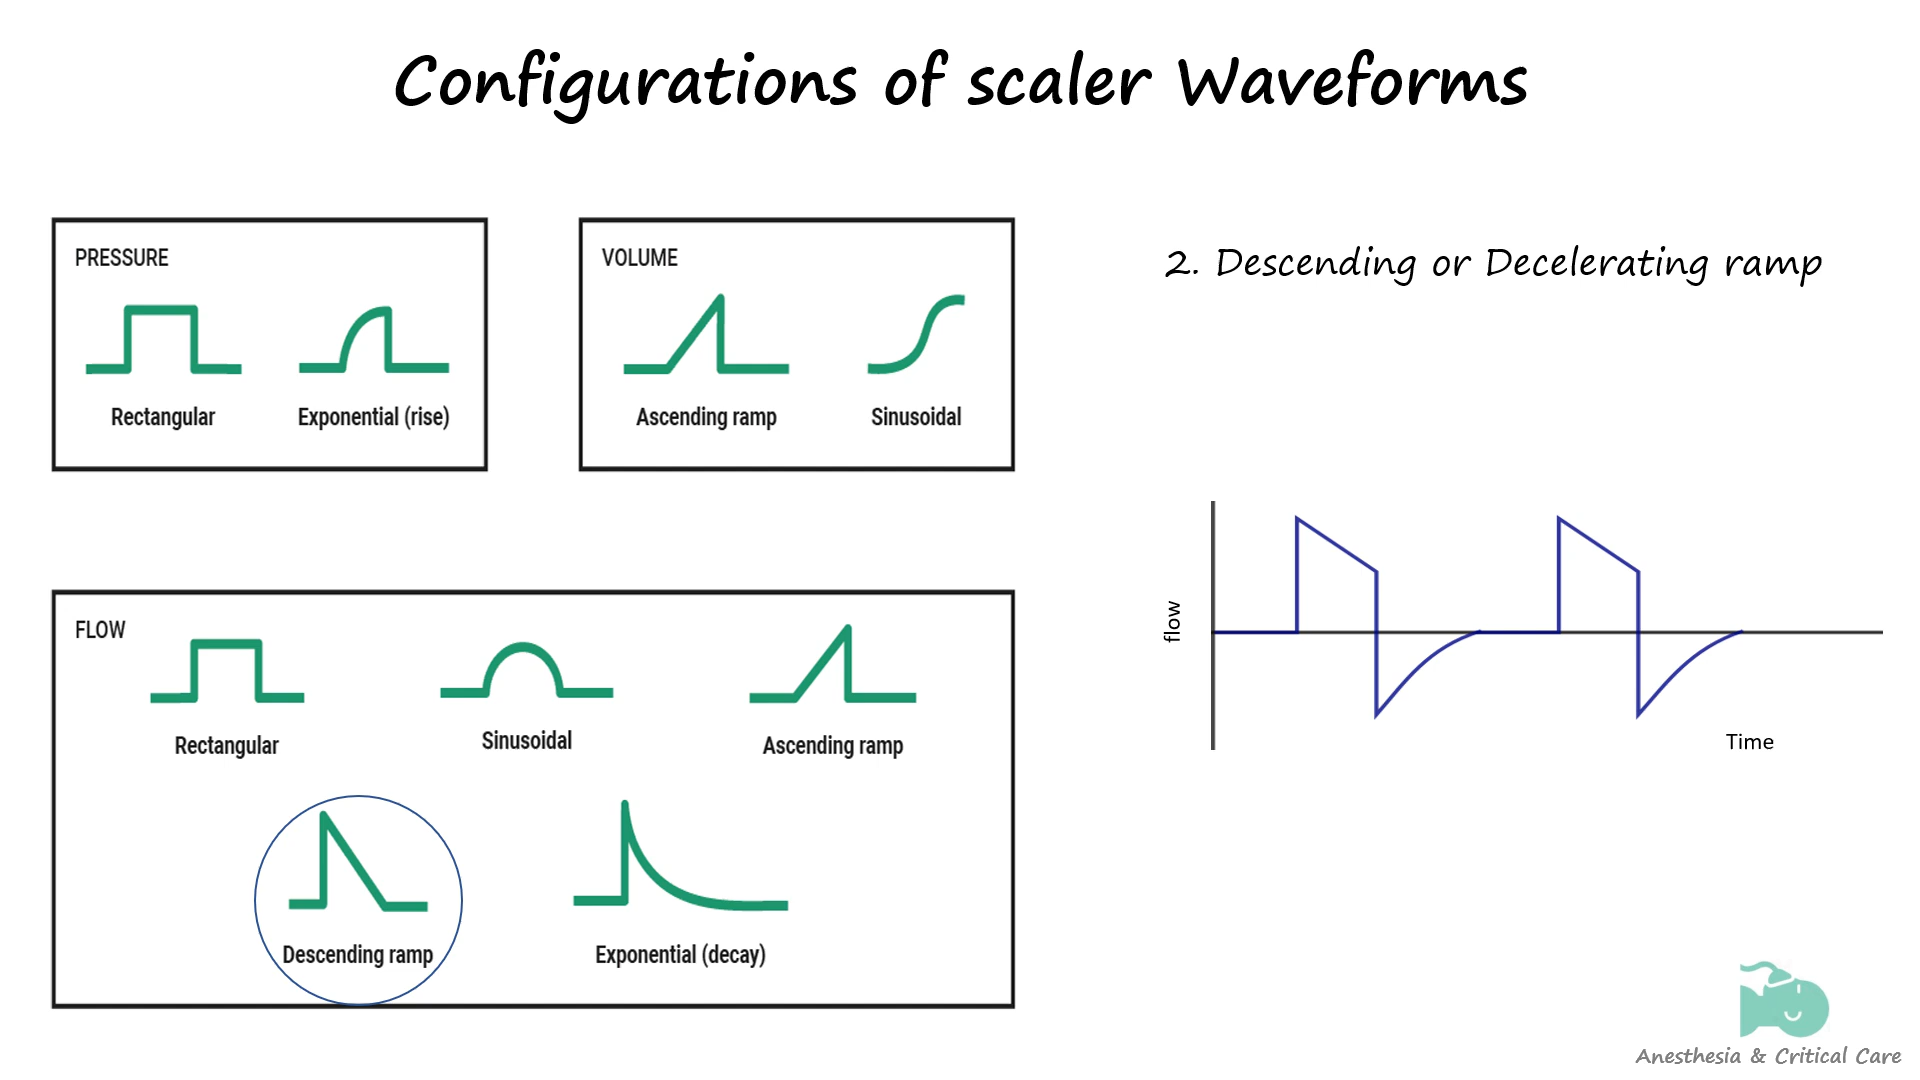 Configurations of scaler Waveforms
PRESSURE
Rectangular
Exponential (rise)
VOLUME
Ascending ramp
Sinusoidal
2. Descending or Decelerating ramp
FLOW
Rectangular
Sinusoidal
Ascending ramp
Descending ramp
Exponential (decay)
flow
Time
Anesthesia & Critical Care